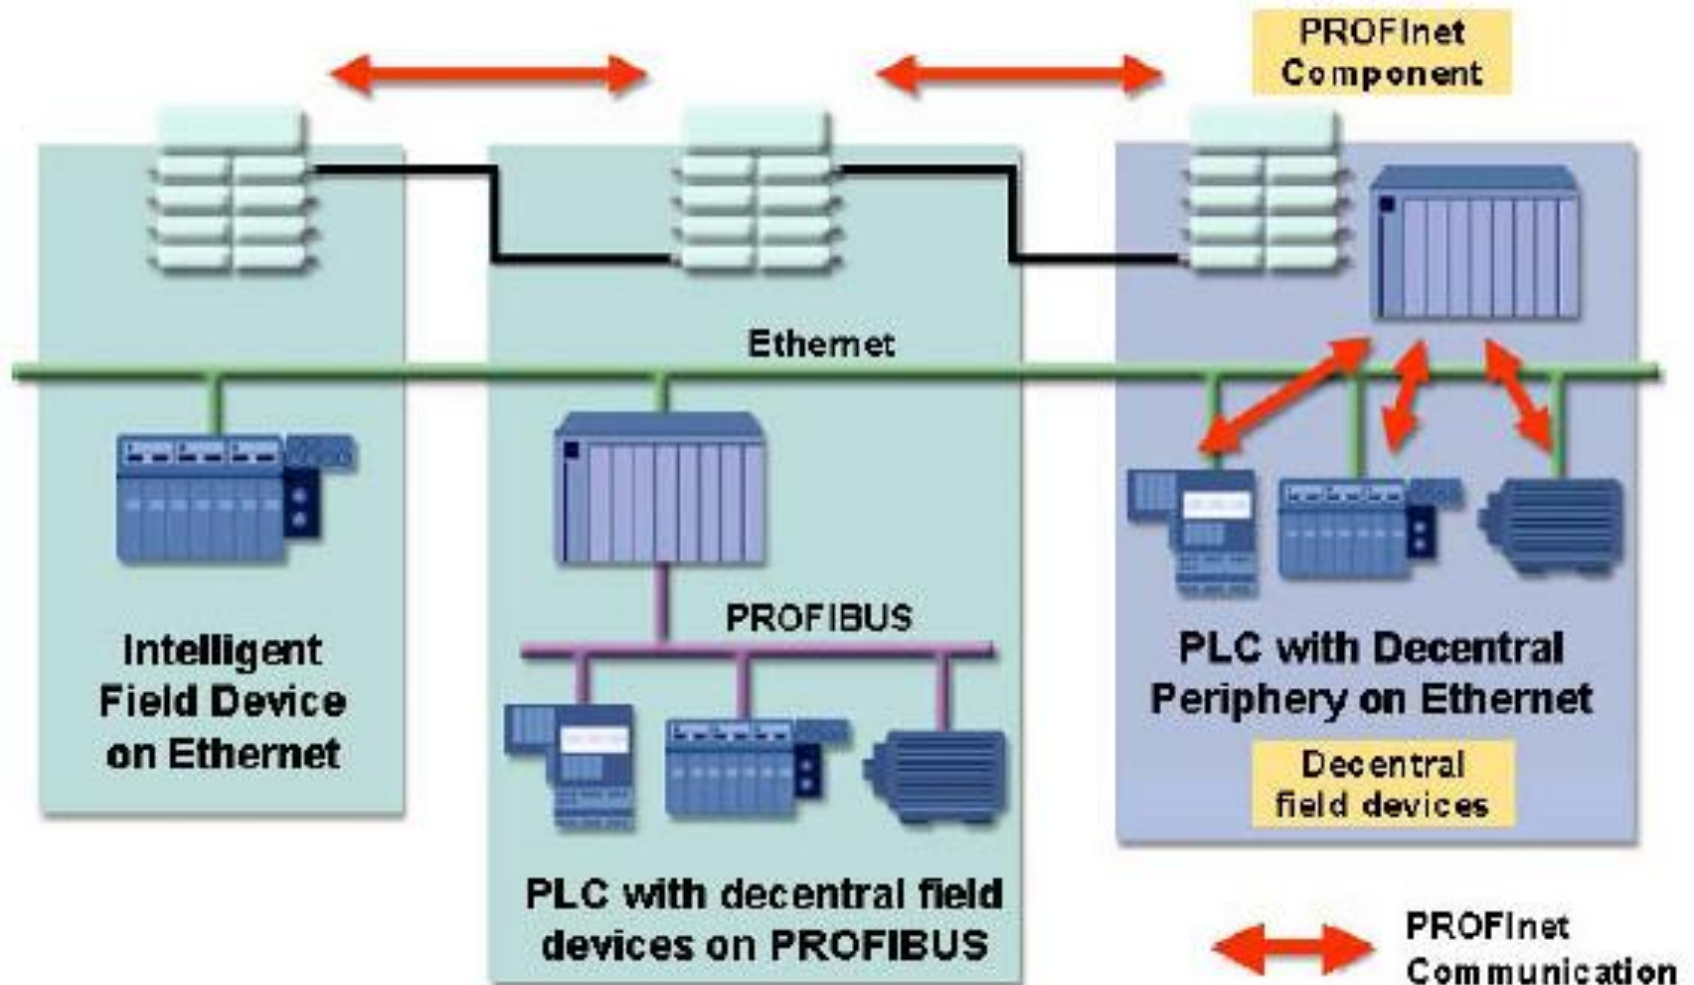 PROFInet
Component
Ethernet
Intelligent
Field Device
on Ethernet
PROFIBUS
PLC with decentral field
devices on PROFIBUS
PLC with Decentral
Periphery on Ethernet
Decentral
field devices
PROFInet
Communication